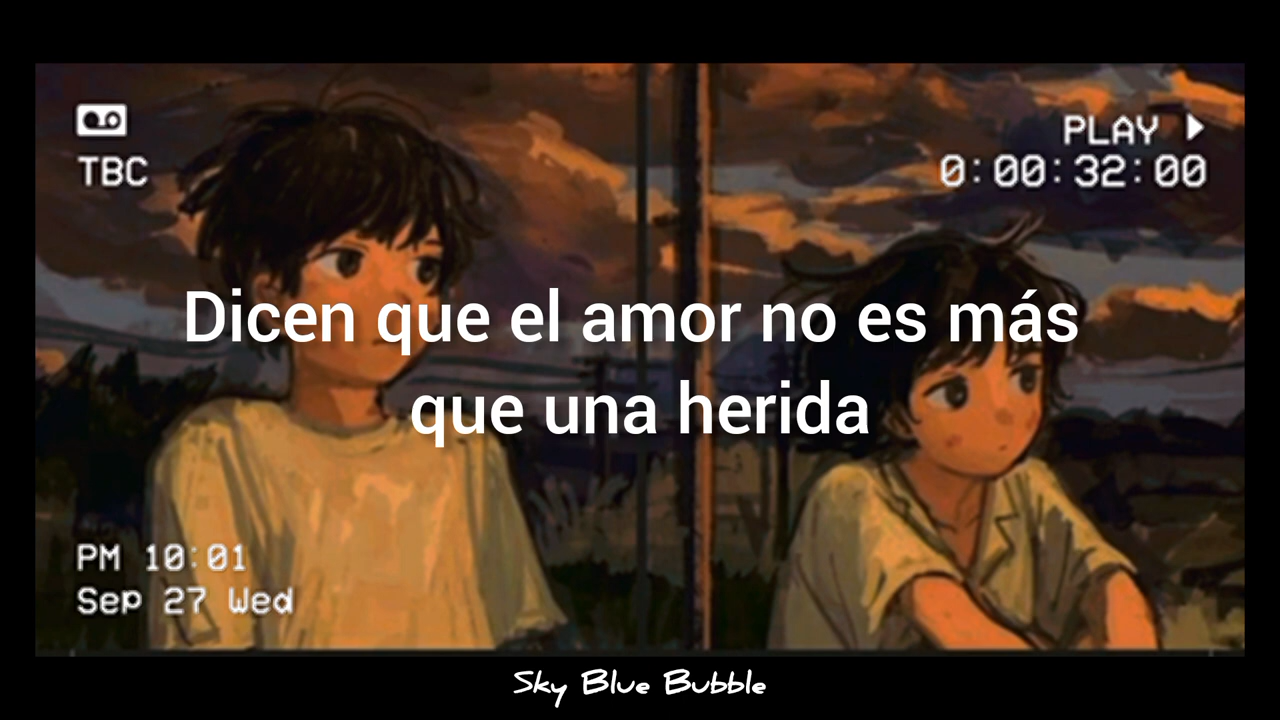 TBC
PLAY
0:00:32:00
Dicen que el amor no es más
que una herida
PM 10:01
Sep 27 Wed
Sky Blue Bubble